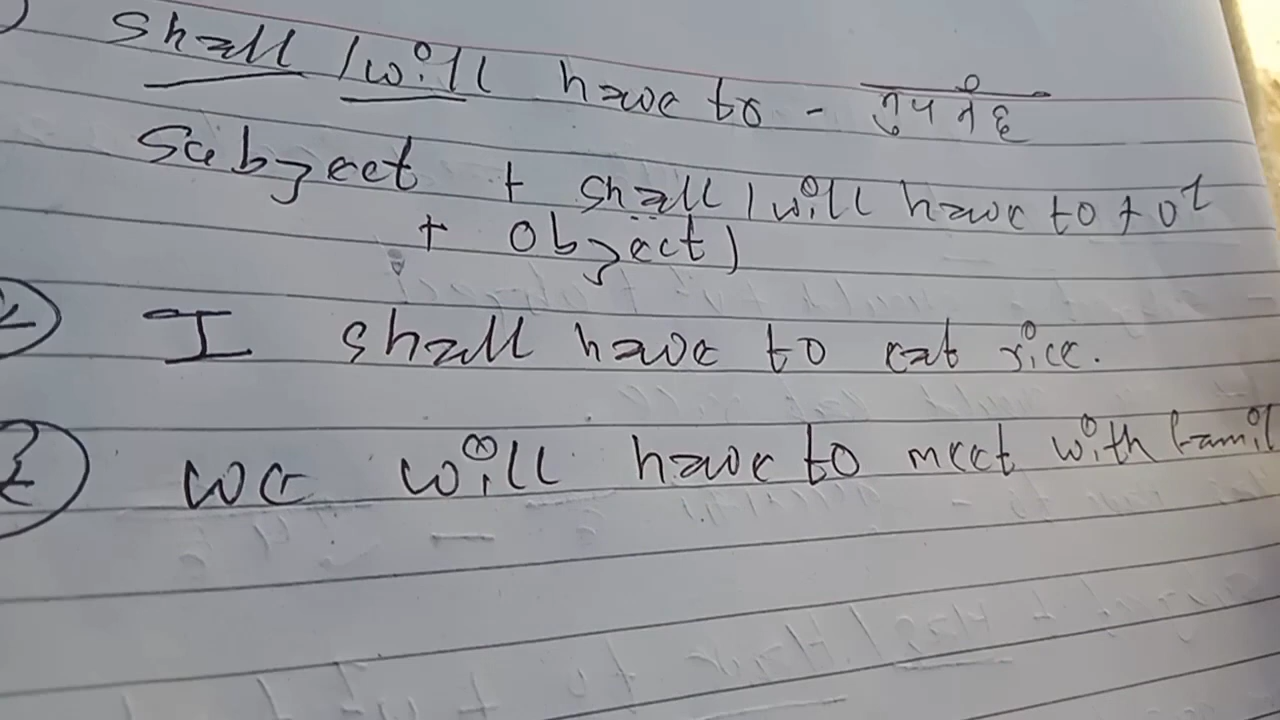 shall / will have to -
Subject + shall / will have to + v1
+ object)
I shall have to eat rice.
we will have to meet with famil